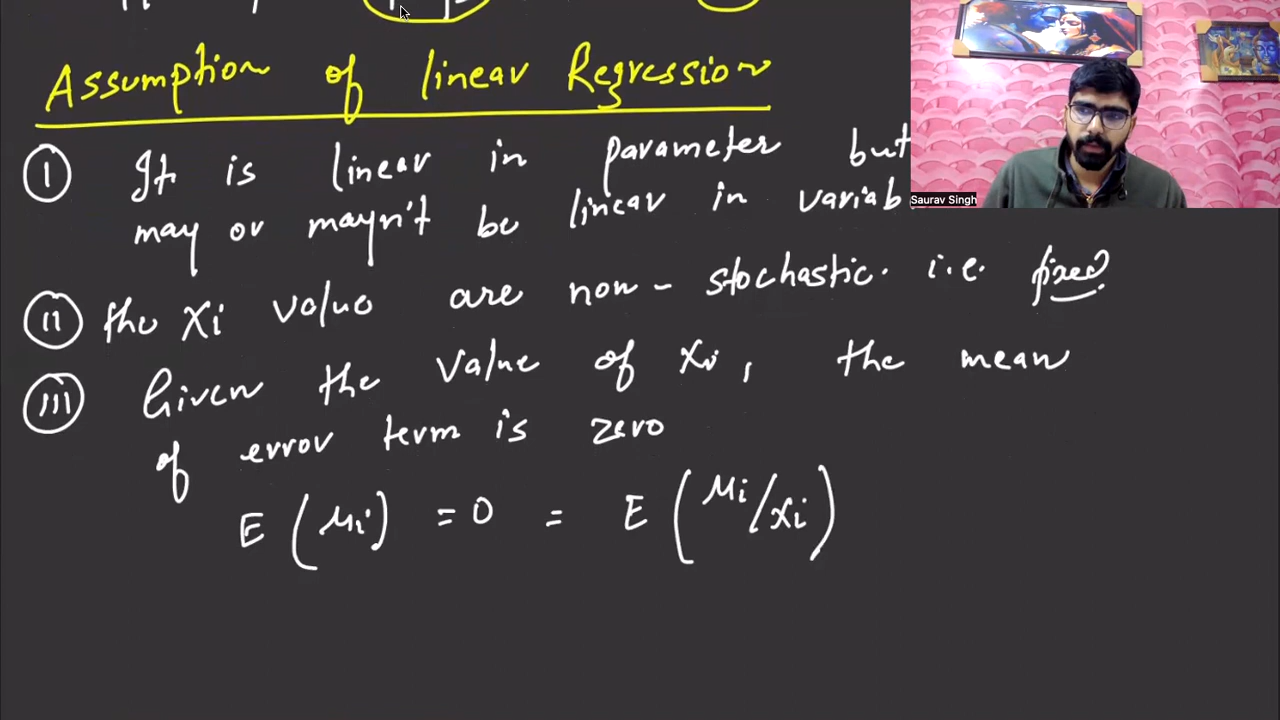 Assumption of linear Regression
I It is linear in parameter but
may or mayn't be linear in variab
II the Xi value are non-stochastic. i.e. fixed
III Given the value of Xi, the mean
of error term is zero
E (μi) = 0 = E (μi/Xi)
Saurav Singh